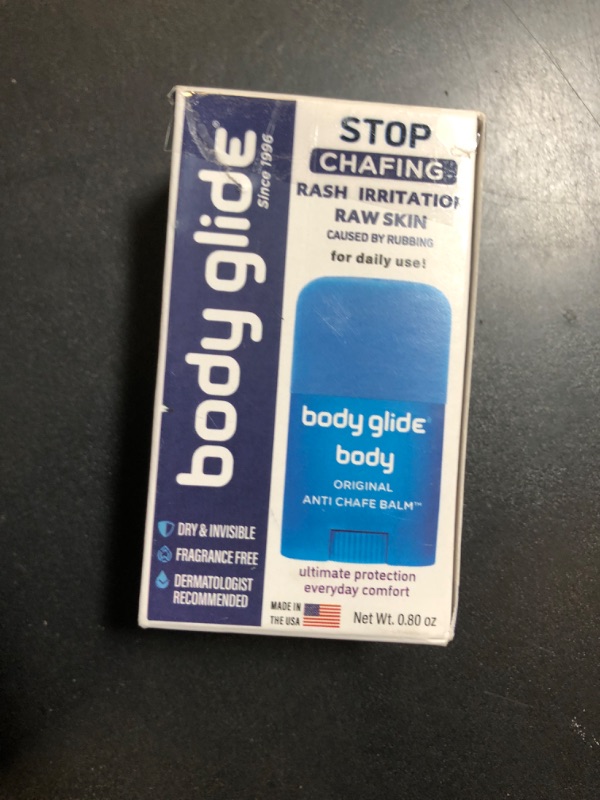 body glide
Since 1996
DRY & INVISIBLE
FRAGRANCE FREE
DERMATOLOGIST
RECOMMENDED
STOP
CHAFING
RASH IRRITATION
RAW SKIN
CAUSED BY RUBBING
for daily use!
body glide
body
ORIGINAL
ANTI CHAFE BALM™
ultimate protection
everyday comfort
MADE IN
THE USA
Net Wt. 0.80 oz